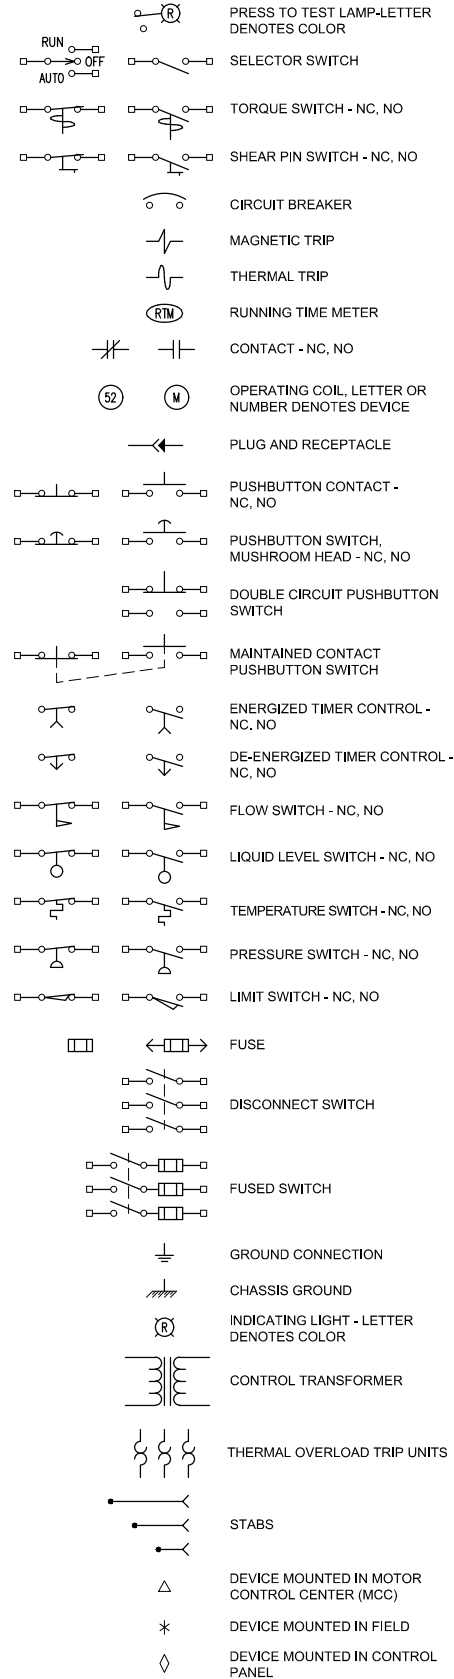 R
PRESS TO TEST LAMP-LETTER
DENOTES COLOR
RUN
OFF
AUTO
SELECTOR SWITCH
TORQUE SWITCH - NC, NO
SHEAR PIN SWITCH - NC, NO
CIRCUIT BREAKER
MAGNETIC TRIP
THERMAL TRIP
RTM
RUNNING TIME METER
CONTACT - NC, NO
52
M
OPERATING COIL, LETTER OR
NUMBER DENOTES DEVICE
PLUG AND RECEPTACLE
PUSHBUTTON CONTACT -
NC, NO
PUSHBUTTON SWITCH,
MUSHROOM HEAD - NC, NO
DOUBLE CIRCUIT PUSHBUTTON
SWITCH
MAINTAINED CONTACT
PUSHBUTTON SWITCH
ENERGIZED TIMER CONTROL -
NC. NO
DE-ENERGIZED TIMER CONTROL -
NC, NO
FLOW SWITCH - NC, NO
LIQUID LEVEL SWITCH - NC, NO
TEMPERATURE SWITCH - NC, NO
PRESSURE SWITCH - NC, NO
LIMIT SWITCH - NC, NO
FUSE
DISCONNECT SWITCH
FUSED SWITCH
GROUND CONNECTION
CHASSIS GROUND
R
INDICATING LIGHT - LETTER
DENOTES COLOR
CONTROL TRANSFORMER
THERMAL OVERLOAD TRIP UNITS
STABS
DEVICE MOUNTED IN MOTOR
CONTROL CENTER (MCC)
DEVICE MOUNTED IN FIELD
DEVICE MOUNTED IN CONTROL
PANEL